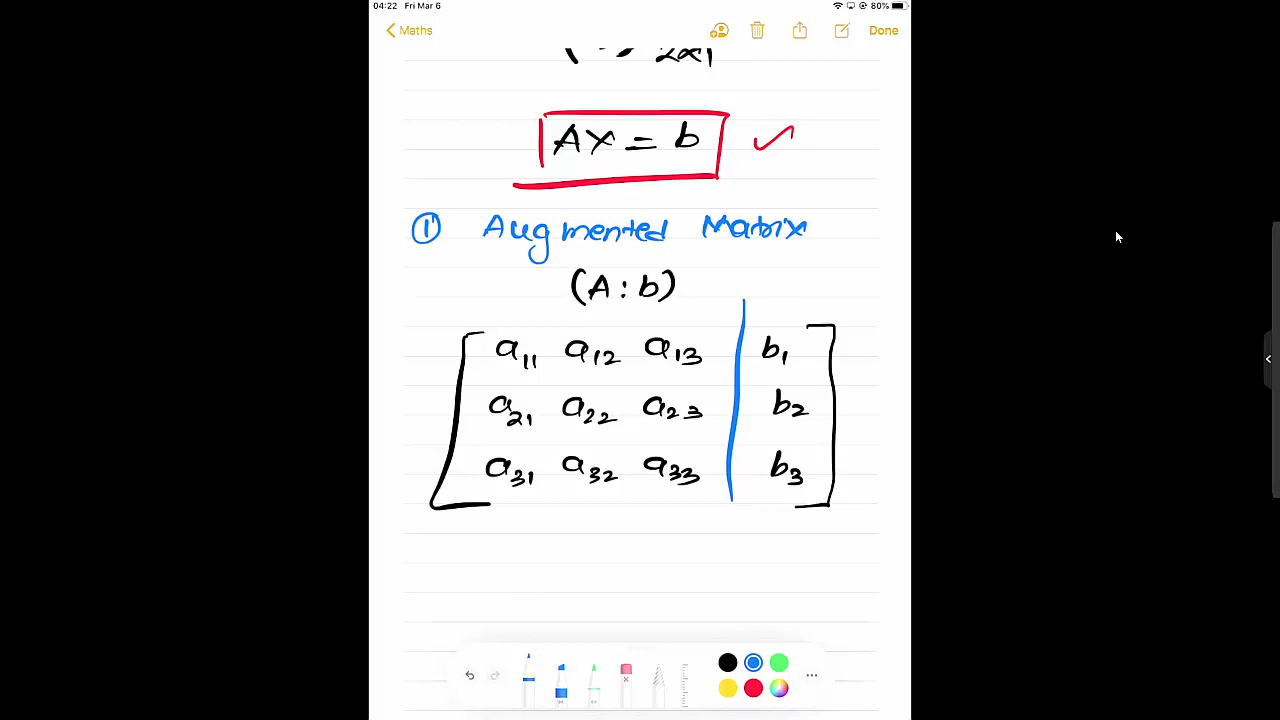 04:22 Fri Mar 6 80%
Maths Done
2x1
AX = b
① Augmented Matrix
(A : b)
a11 a12 a13 b1
a21 a22 a23 b2
a31 a32 a33 b3